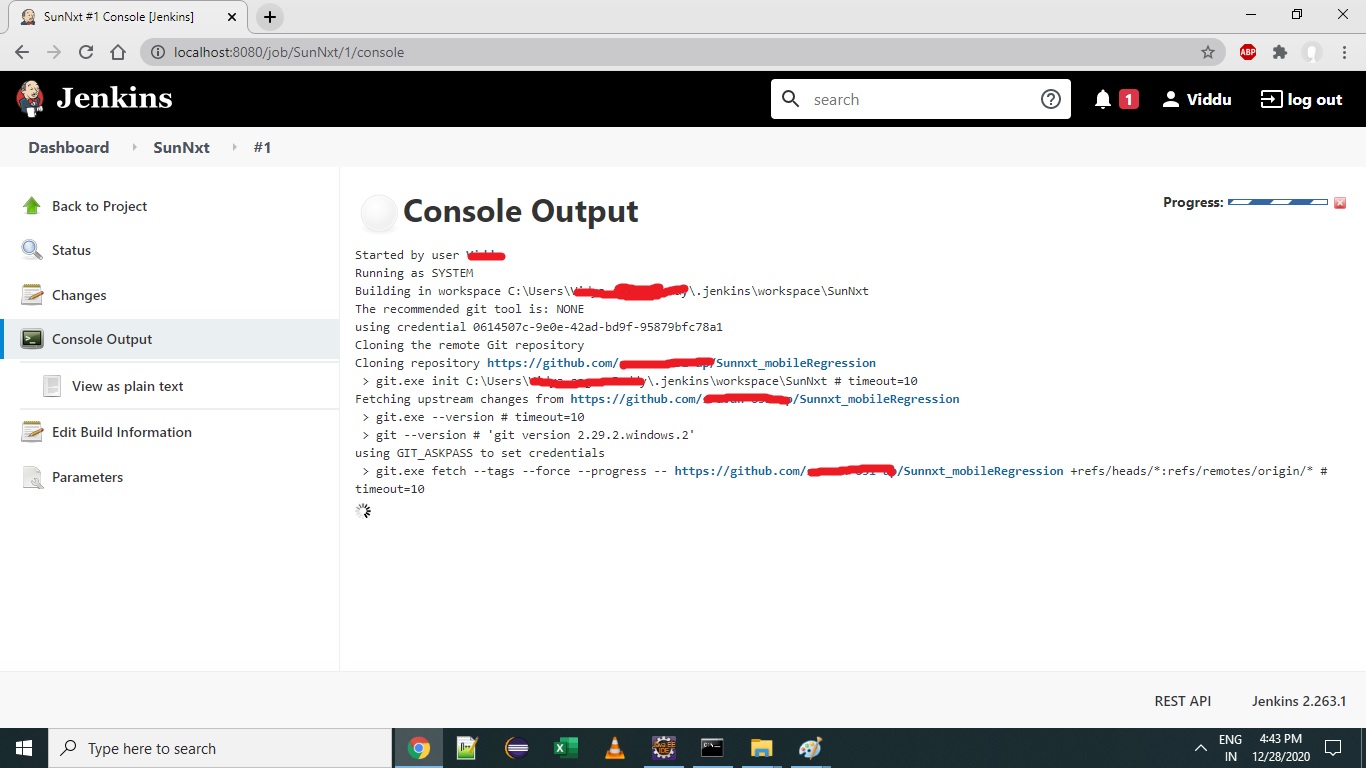 SunNxt #1 Console [Jenkins]
localhost:8080/job/SunNxt/1/console
ABP
Jenkins
search
1
Viddu
log out
Dashboard
SunNxt
#1
Back to Project
Status
Changes
Console Output
View as plain text
Edit Build Information
Parameters
Console Output
Progress:
Started by user
Running as SYSTEM
Building in workspace C:\Users\ \.jenkins\workspace\SunNxt
The recommended git tool is: NONE
using credential 0614507c-9e0e-42ad-bd9f-95879bfc78a1
Cloning the remote Git repository
Cloning repository https://github.com/ /Sunnxt_mobileRegression
> git.exe init C:\Users\ \.jenkins\workspace\SunNxt # timeout=10
Fetching upstream changes from https://github.com/ /Sunnxt_mobileRegression
> git.exe --version # timeout=10
> git --version # 'git version 2.29.2.windows.2'
using GIT_ASKPASS to set credentials
> git.exe fetch --tags --force --progress -- https://github.com/ /Sunnxt_mobileRegression +refs/heads/*:refs/remotes/origin/* #
timeout=10
REST API
Jenkins 2.263.1
Type here to search
ENG
IN
4:43 PM
12/28/2020